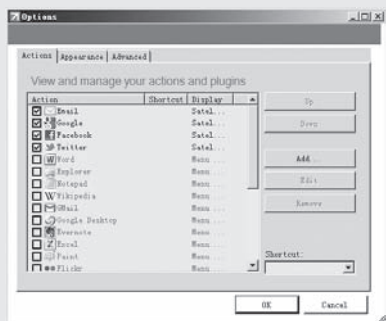 Options
Actions Appearance Advanced
View and manage your actions and plugins
Action Shortcut Display
Email Satel...
Google Satel...
Facebook Satel...
Twitter Satel...
Word Menu ...
Explorer Menu ...
Notepad Menu ...
Wikipedia Menu ...
GMail Menu ...
Google Desktop Menu ...
Evernote Menu ...
Excel Menu ...
Paint Menu ...
Flickr Menu ...
Up
Down
Add...
Edit
Remove
Shortcut:
OK Cancel